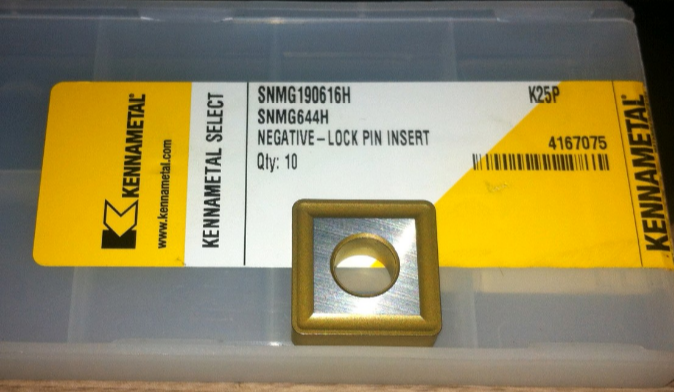 KENNAMETAL
www.kennametal.com
KENNAMETAL SELECT
SNMG190616H
K25P
SNMG644H
NEGATIVE-LOCK PIN INSERT
4167075
Qty: 10
KENNAMETAL